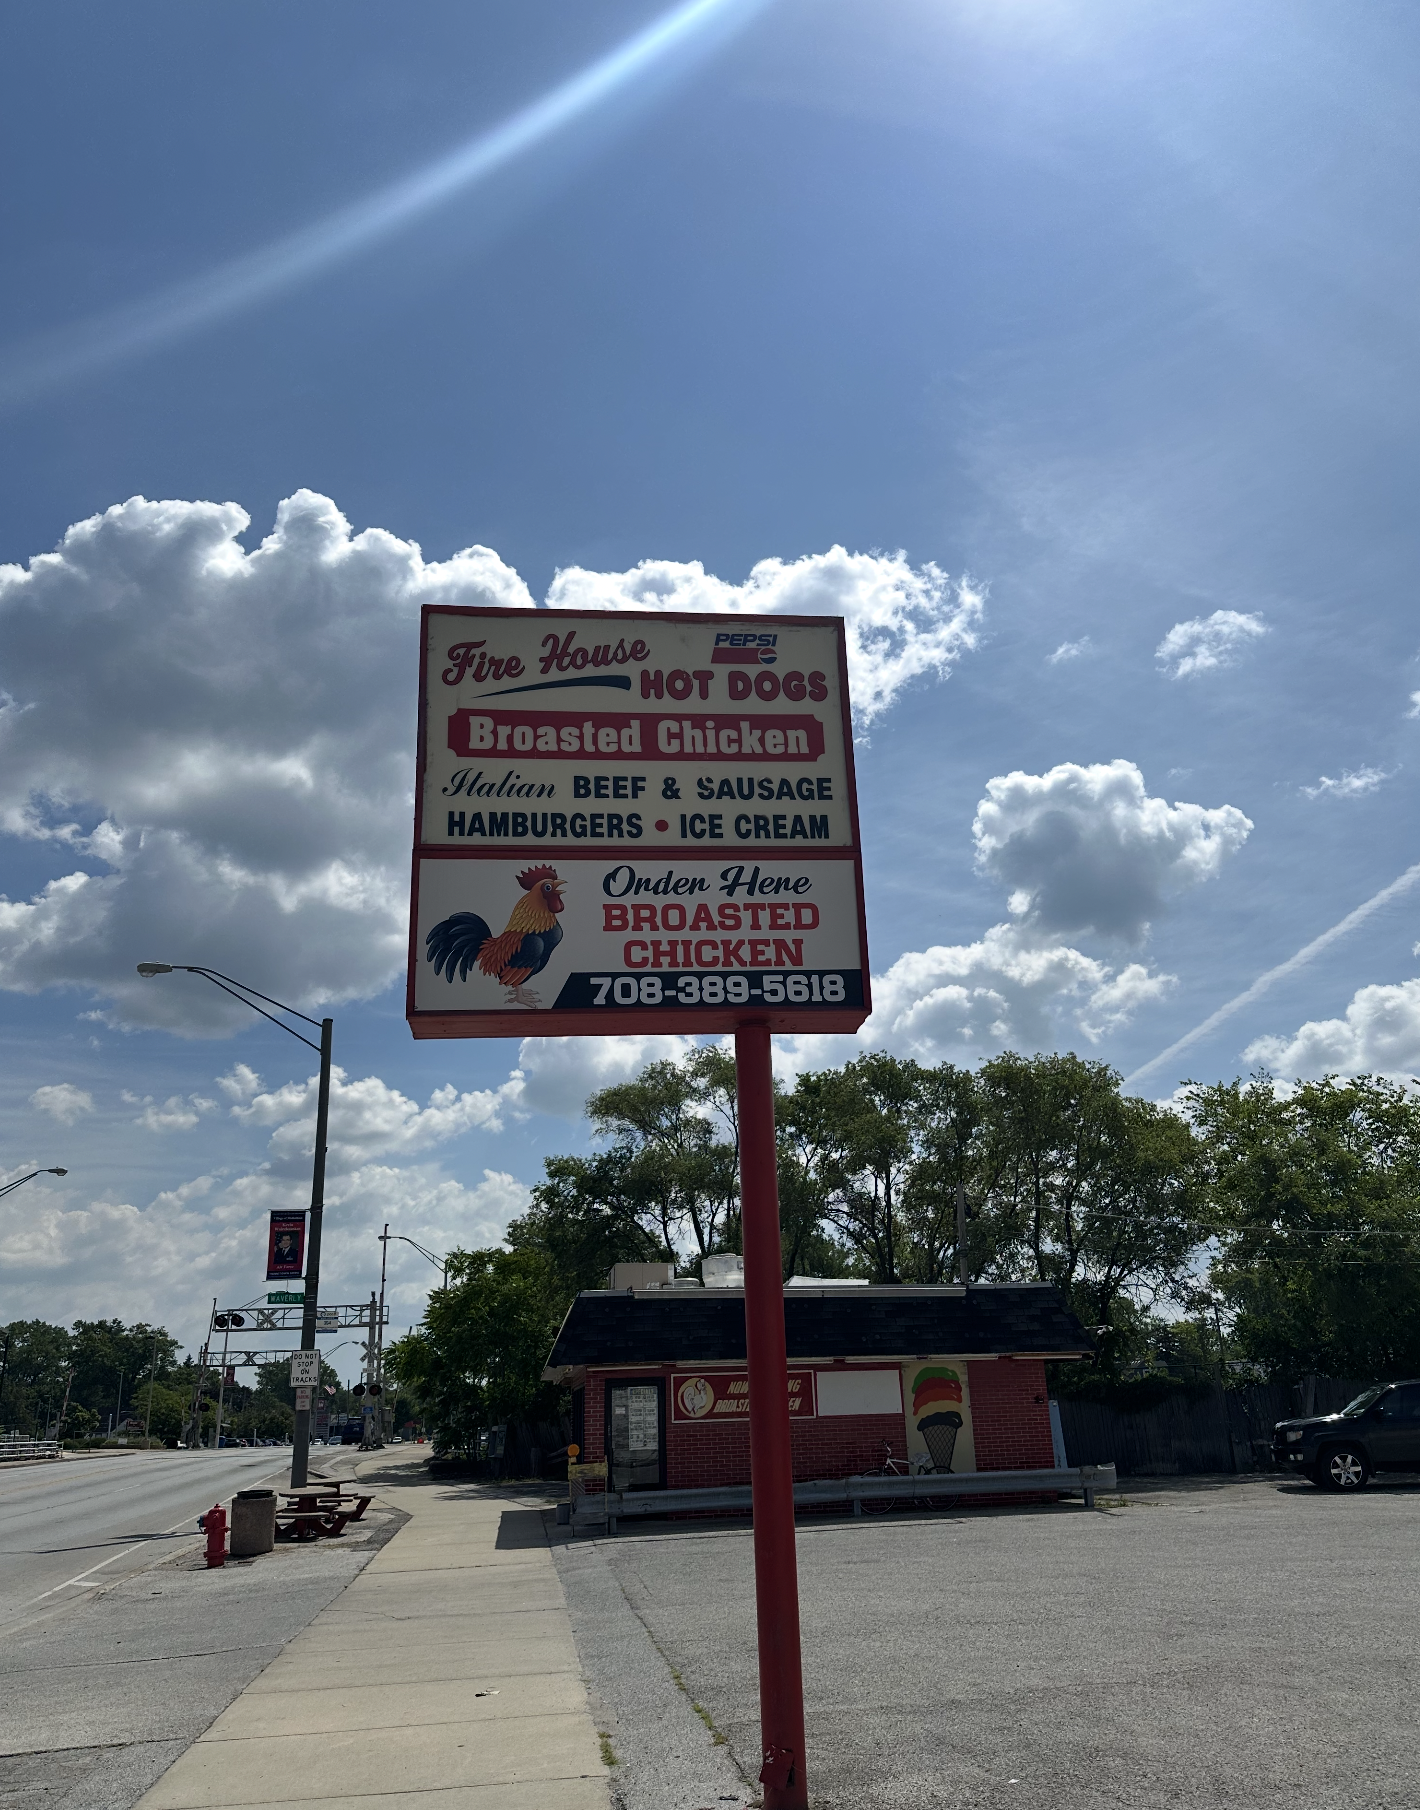 Fire House
PEPSI
HOT DOGS
Broasted Chicken
Italian BEEF & SAUSAGE
HAMBURGERS • ICE CREAM
Order Here
BROASTED
CHICKEN
708-389-5618
WAVERLY
DO NOT
STOP
ON
TRACKS